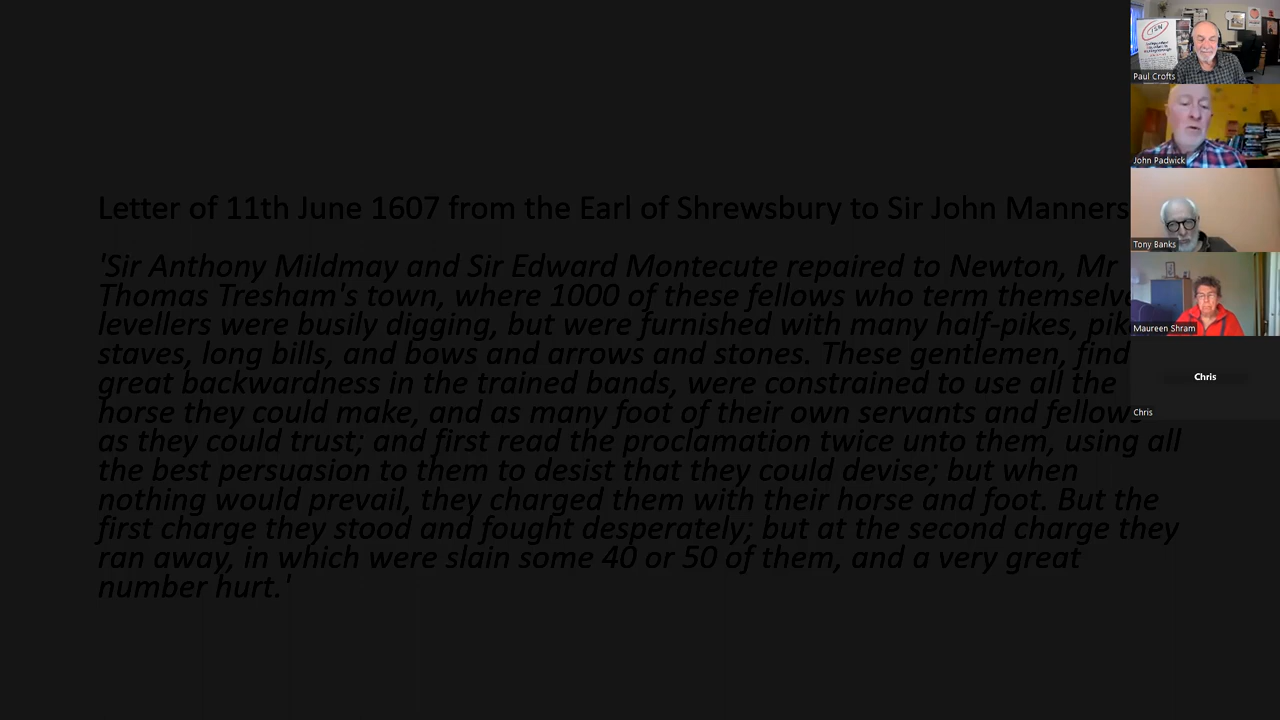 Letter of 11th June 1607 from the Earl of Shrewsbury to Sir John Manners
'Sir Anthony Mildmay and Sir Edward Montecute repaired to Newton, Mr
Thomas Tresham's town, where 1000 of these fellows who term
levellers were busily digging, but were furnished with many half-pikes,
staves, long bills, and bows and arrows and stones. These gentlemen,
great backwardness in the trained bands, were constrained to use all the
horse they could make, and as many foot of their own servants and fellows
as they could trust; and first read the proclamation twice unto them, using all
the best persuasion to them to desist that they could devise; but when
nothing would prevail, they charged them with their horse and foot. But the
first charge they stood and fought desperately; but at the second charge they
ran away, in which were slain some 40 or 50 of them, and a very great
number hurt.'
Paul Crofts
John Padwick
Tony Banks
Maureen Shram
Chris
Chris